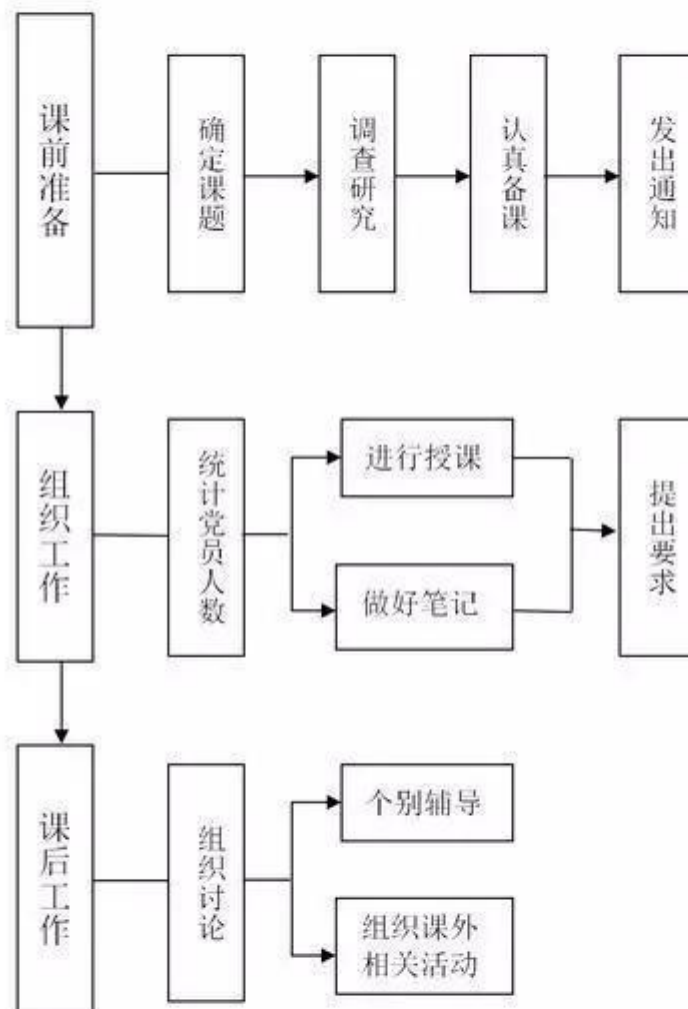 课前准备
确定课题
调查研究
认真备课
发出通知
组织工作
统计党员人数
进行授课
做好笔记
提出要求
课后工作
组织讨论
个别辅导
组织课外
相关活动